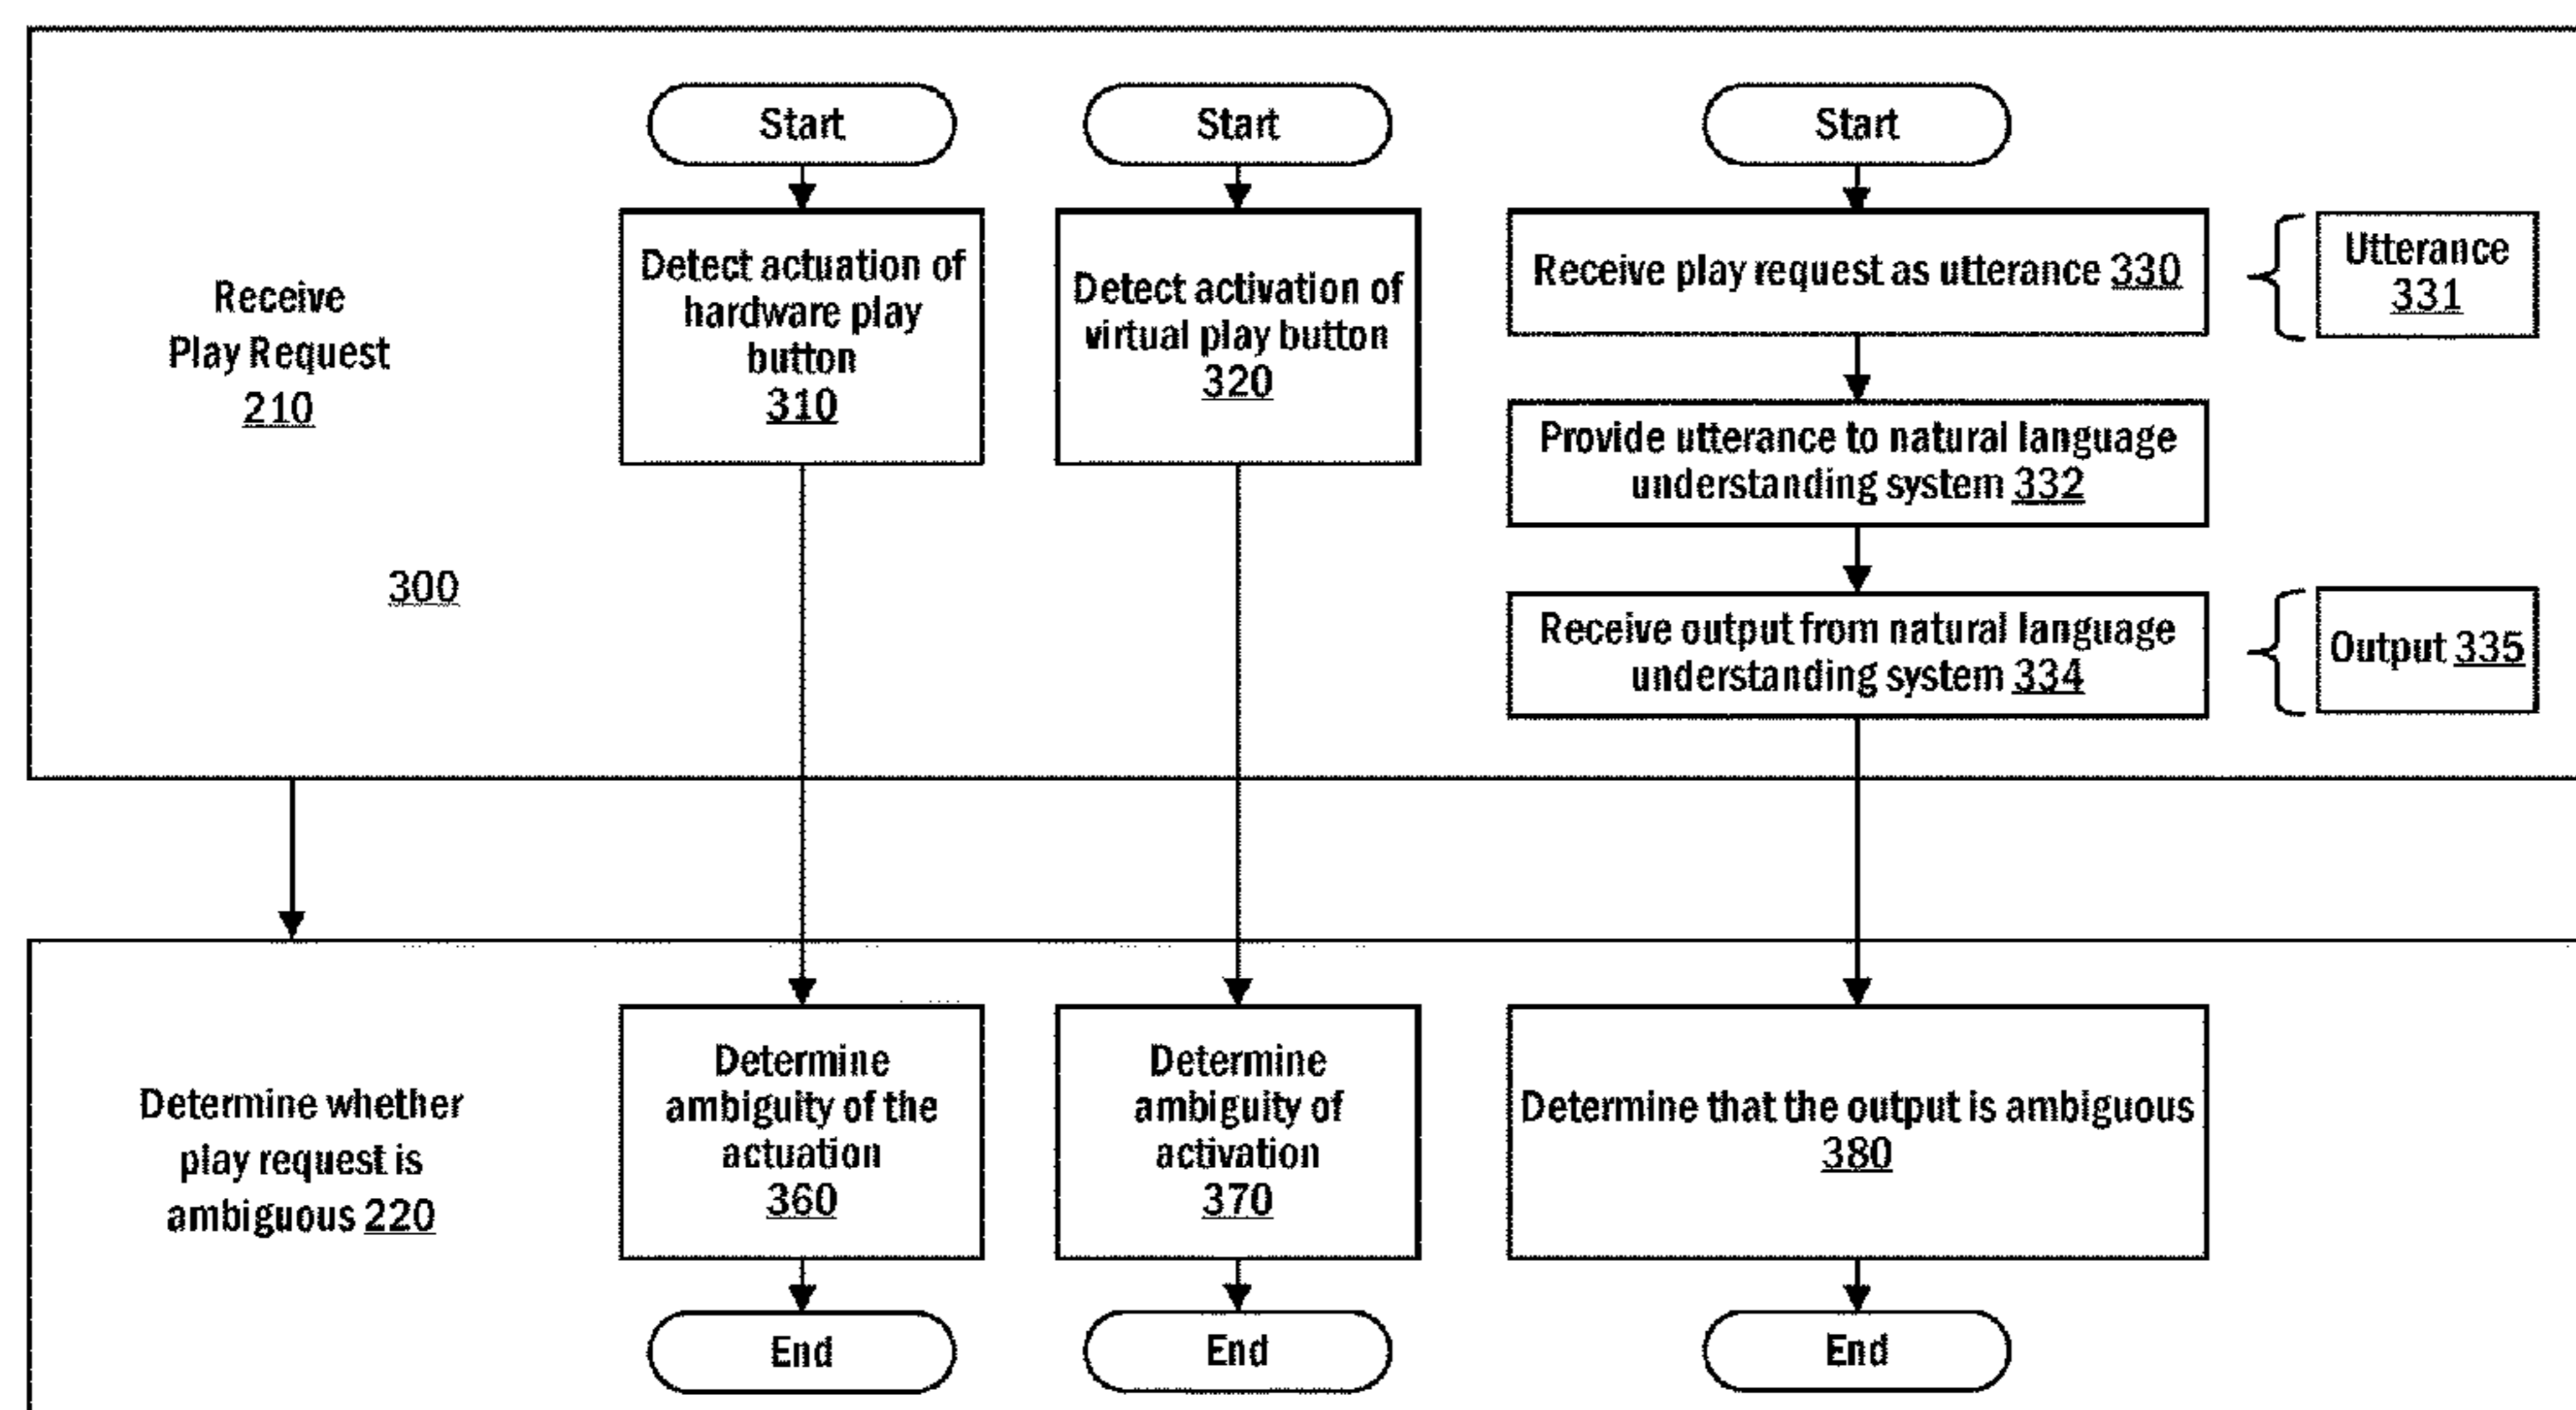 Receive
Play Request
210
300
Start
Detect actuation of
hardware play
button
310
Start
Detect activation of
virtual play button
320
Start
Receive play request as utterance 330
Utterance
331
Provide utterance to natural language
understanding system 332
Receive output from natural language
understanding system 334
Output 335
Determine whether
play request is
ambiguous 220
Determine
ambiguity of the
actuation
360
End
Determine
ambiguity of
activation
370
End
Determine that the output is ambiguous
380
End